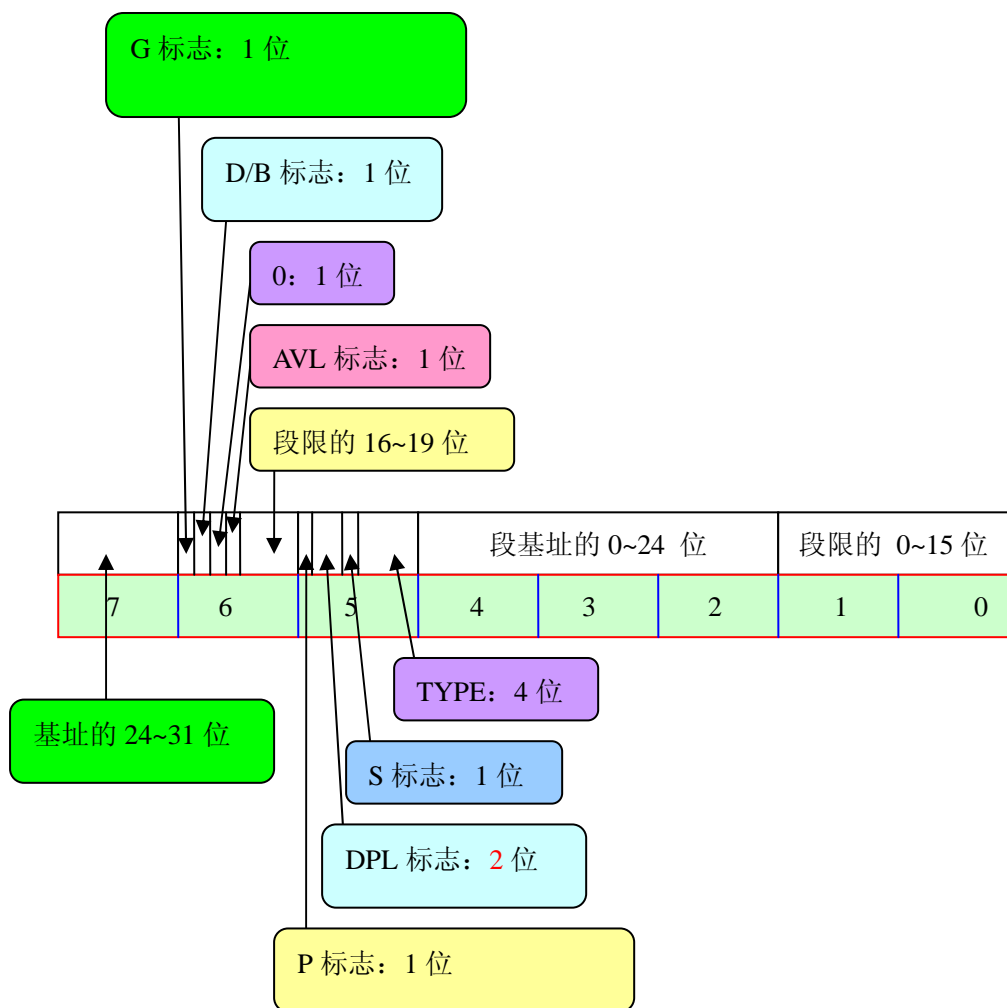 G 标志：1 位
D/B 标志：1 位
0：1 位
AVL 标志：1 位
段限的 16~19 位
段基址的 0~24 位
段限的 0~15 位
7 6 5 4 3 2 1 0
TYPE：4 位
基址的 24~31 位
S 标志：1 位
DPL 标志：2 位
P 标志：1 位